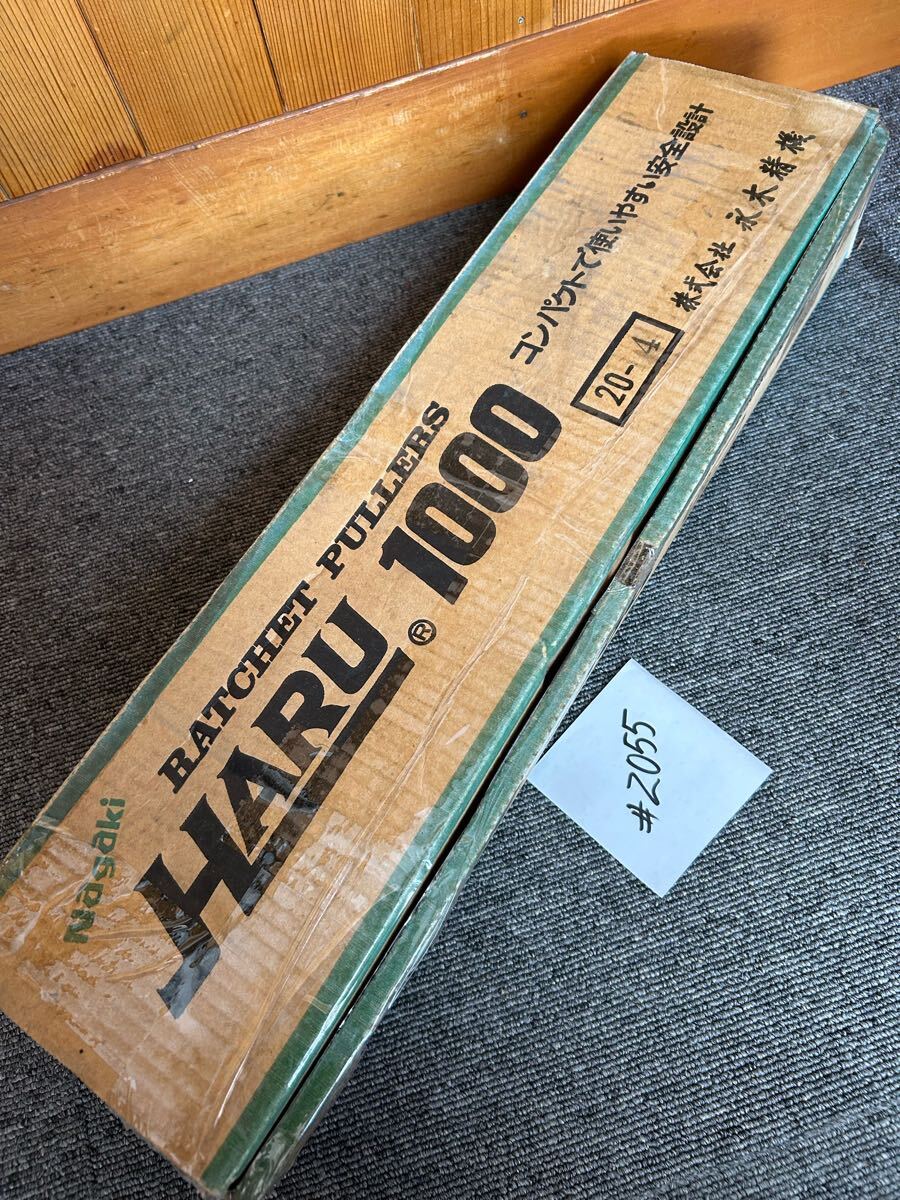 Nagaki
RATCHET PULLERS
HARU® 1000
コンパクトで使いやすい安全設計
20-4
株式会社 永木精機
#2055